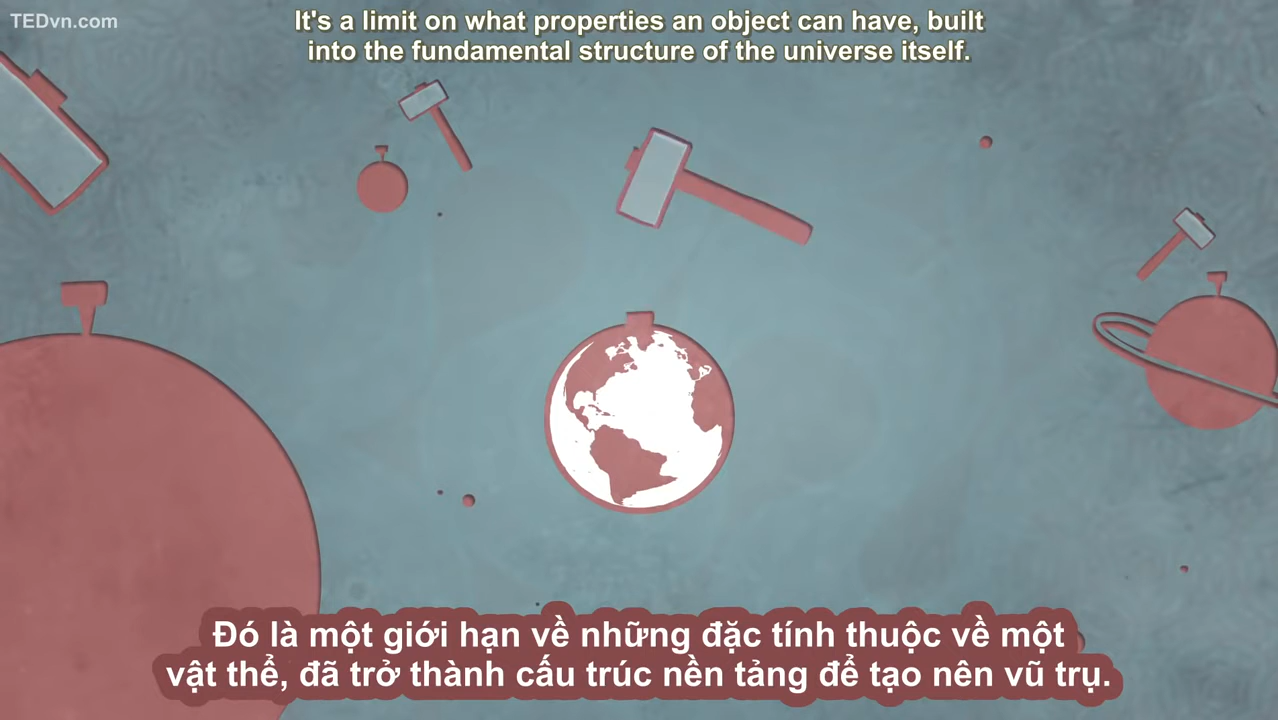 TEDvn.com
It's a limit on what properties an object can have, built
into the fundamental structure of the universe itself.
Đó là một giới hạn về những đặc tính thuộc về một
vật thể, đã trở thành cấu trúc nền tảng để tạo nên vũ trụ.